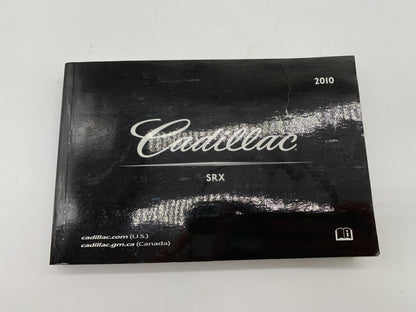 2010
Cadillac
SRX
cadillac.com (U.S.)
cadillac.gm.ca (Canada)